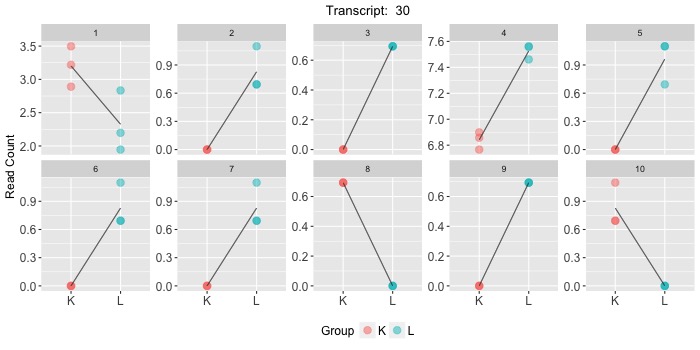 Transcript: 30
1 2 3 4 5
3.5 3.0 2.5 2.0
0.9 0.6 0.3 0.0
0.6 0.4 0.2 0.0
7.6 7.4 7.2 7.0 6.8
0.9 0.6 0.3 0.0
Read Count
6 7 8 9 10
0.9 0.6 0.3 0.0
0.9 0.6 0.3 0.0
0.6 0.4 0.2 0.0
0.6 0.4 0.2 0.0
0.9 0.6 0.3 0.0
K L K L K L K L K L
Group K L